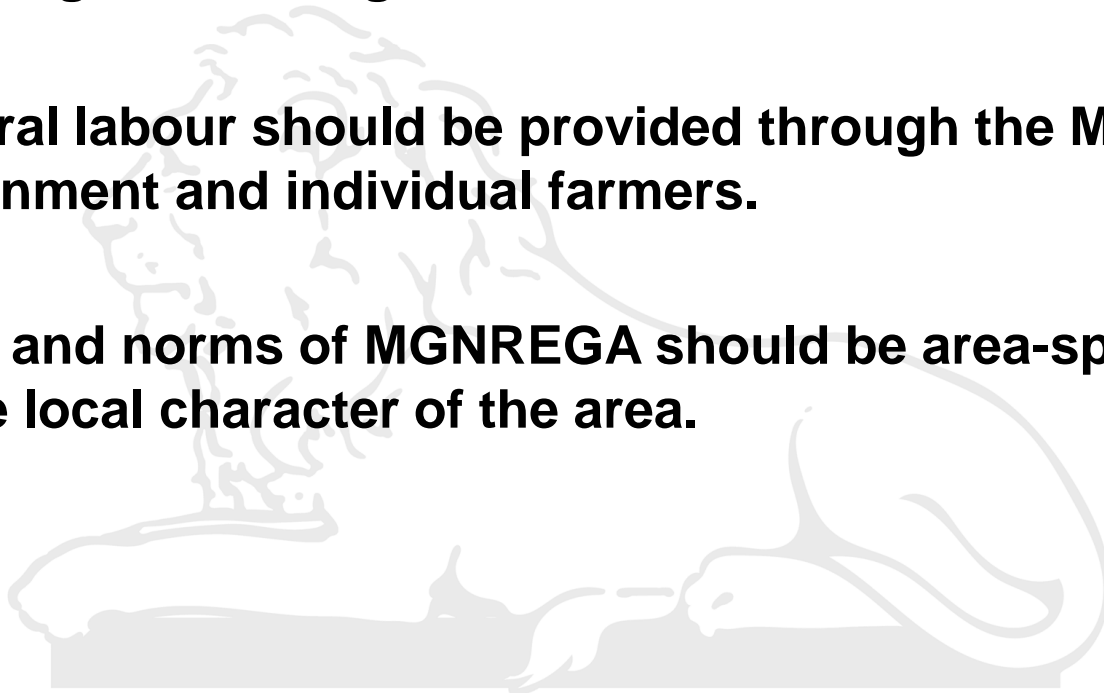 ral labour should be provided through the M
nment and individual farmers.
and norms of MGNREGA should be area-sp
local character of the area.